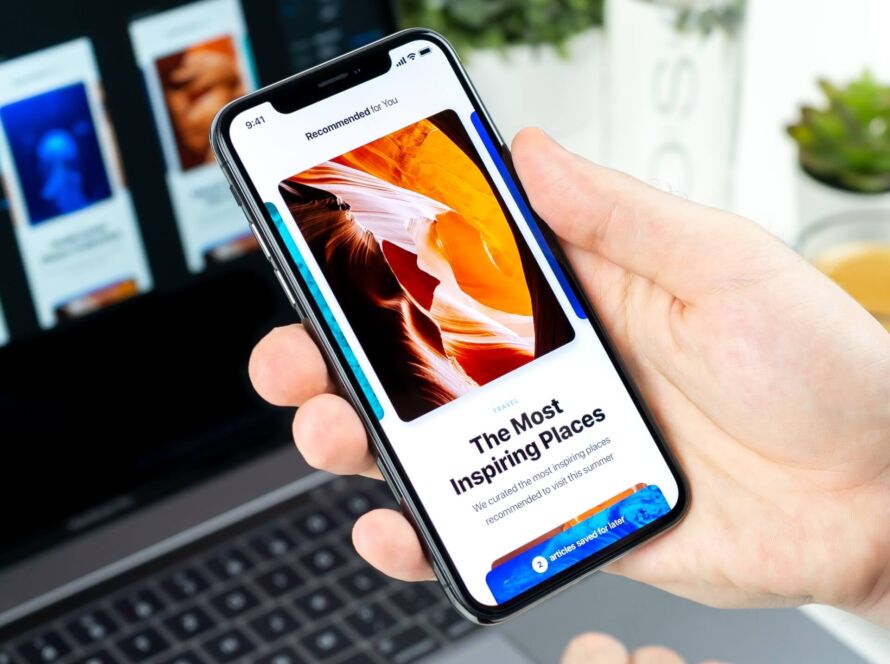 9:41
Recommended for You
TRAVEL
The Most
Inspiring Places
We curated the most inspiring places
recommended to visit this summer
2 articles saved for later